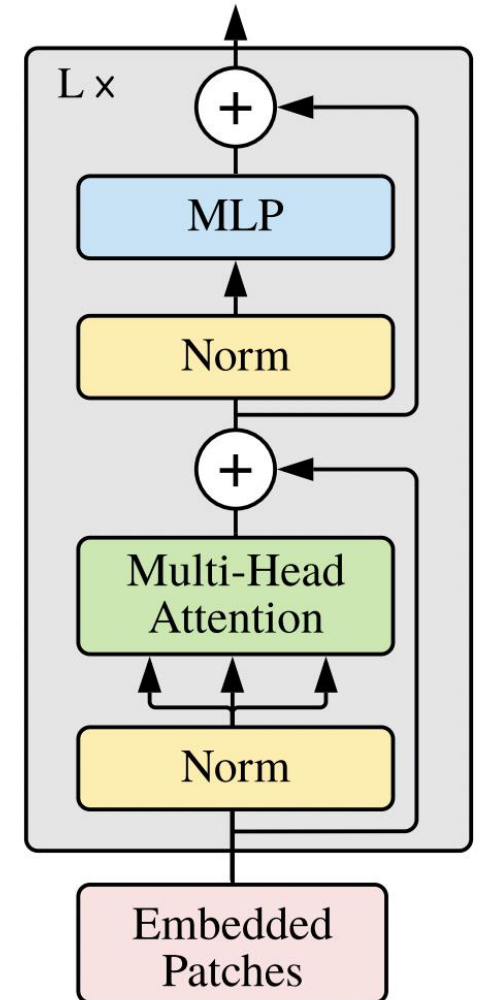 L ×
+
MLP
Norm
+
Multi-Head
Attention
Norm
Embedded
Patches